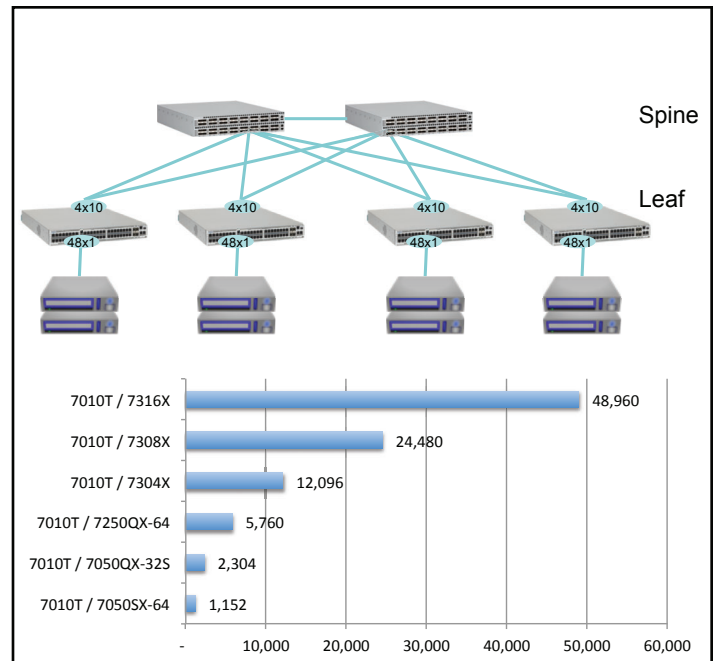 Spine
Leaf
4x10 4x10 4x10 4x10
48x1 48x1 48x1 48x1
7010T / 7316X 48,960
7010T / 7308X 24,480
7010T / 7304X 12,096
7010T / 7250QX-64 5,760
7010T / 7050QX-32S 2,304
7010T / 7050SX-64 1,152
- 10,000 20,000 30,000 40,000 50,000 60,000